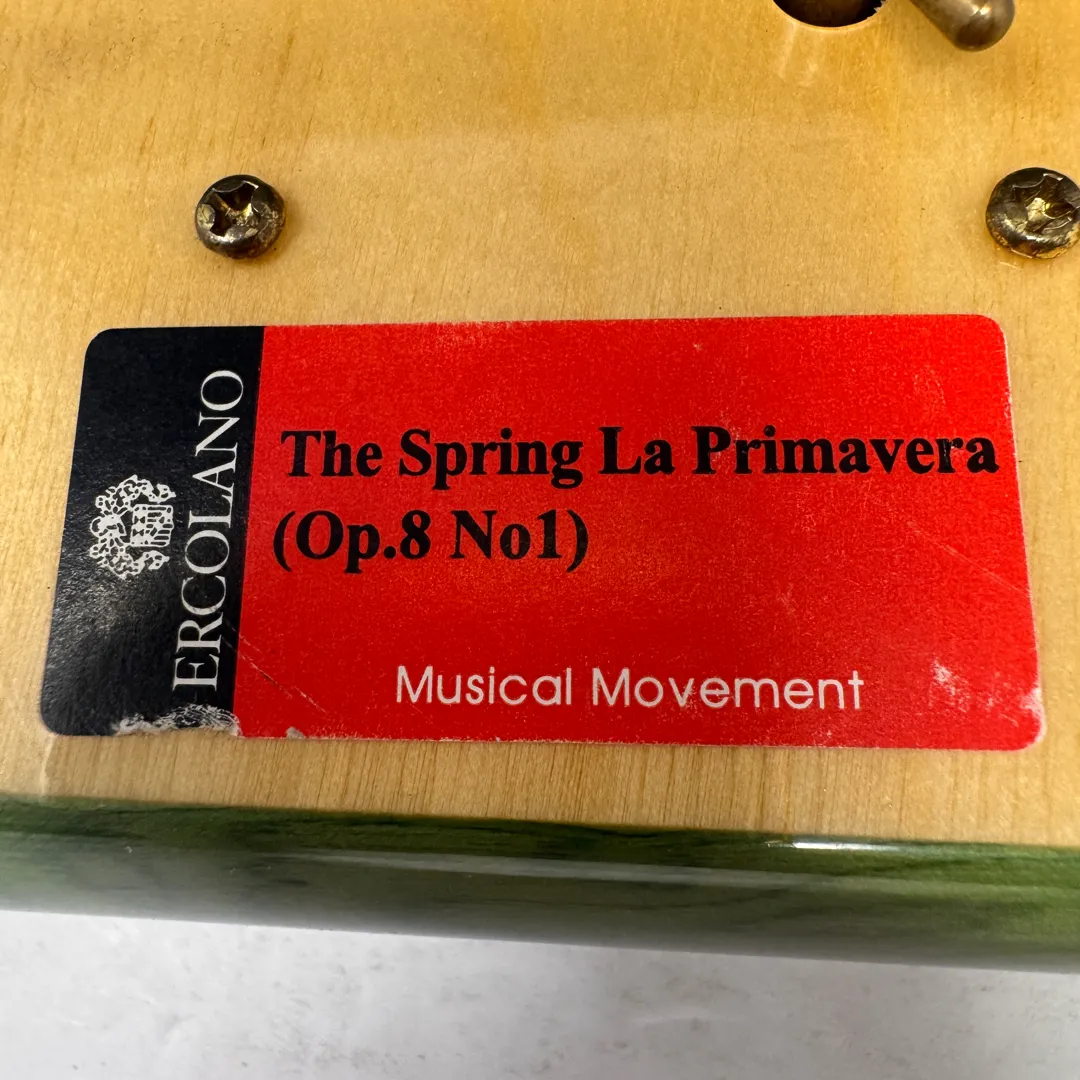 ERCOLANO
The Spring La Primavera
(Op.8 No1)
Musical Movement